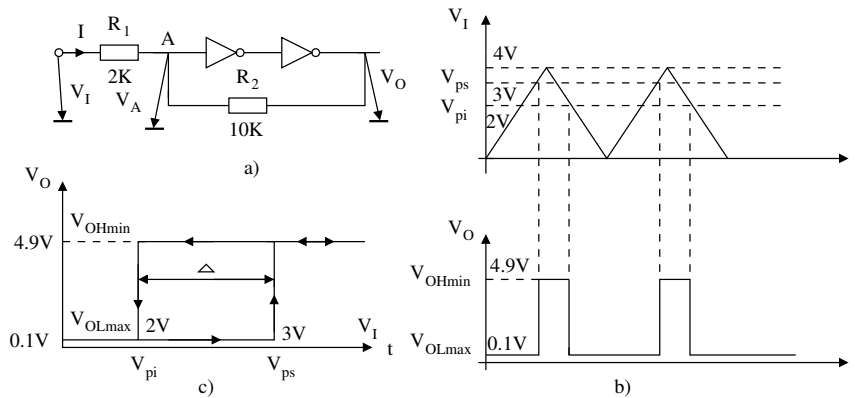 I R1 A
2K R2
VI VA VO
10K
a)
VI
4V
Vps
3V
Vpi
2V
VO
VOHmin
4.9V
Δ
VOLmax
0.1V 2V 3V VI
t
Vpi Vps
c)
VO
4.9V
VOHmin
0.1V
VOLmax
b)